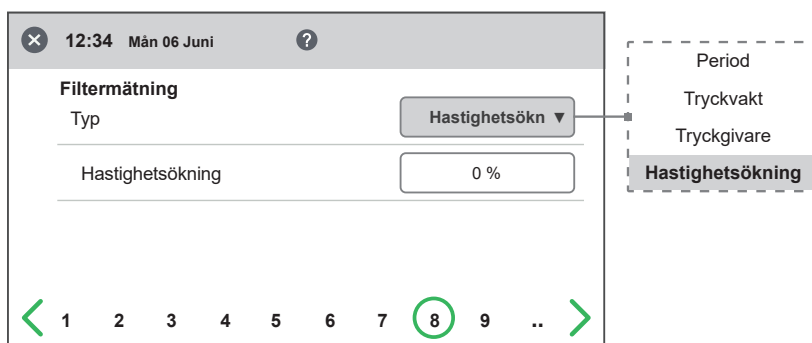 12:34 Mån 06 Juni ?
Filtermätning
Typ
Hastighetsökn ▼
Hastighetsökning
0 %
1 2 3 4 5 6 7 8 9 ..
Period
Tryckvakt
Tryckgivare
Hastighetsökning